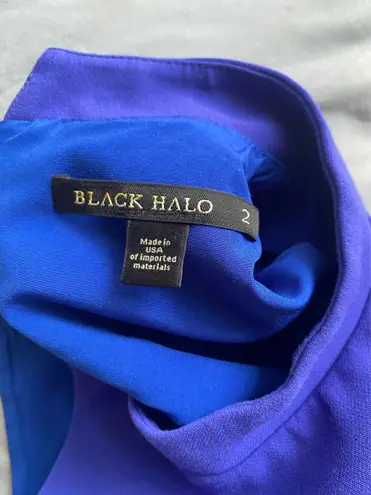 BLACK HALO 2
Made in
USA
of imported
materials